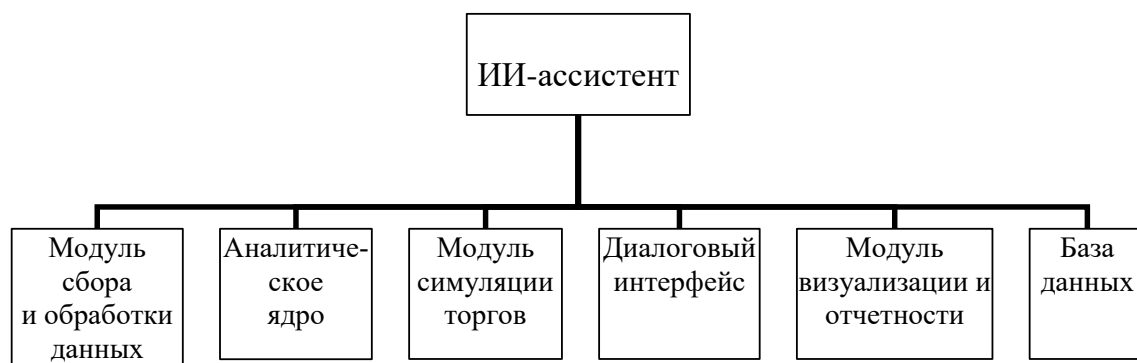 ИИ-ассистент
Модуль
сбора
и обработки
данных
Аналитиче-
ское
ядро
Модуль
симуляции
торгов
Диалоговый
интерфейс
Модуль
визуализации и
отчетности
База
данных